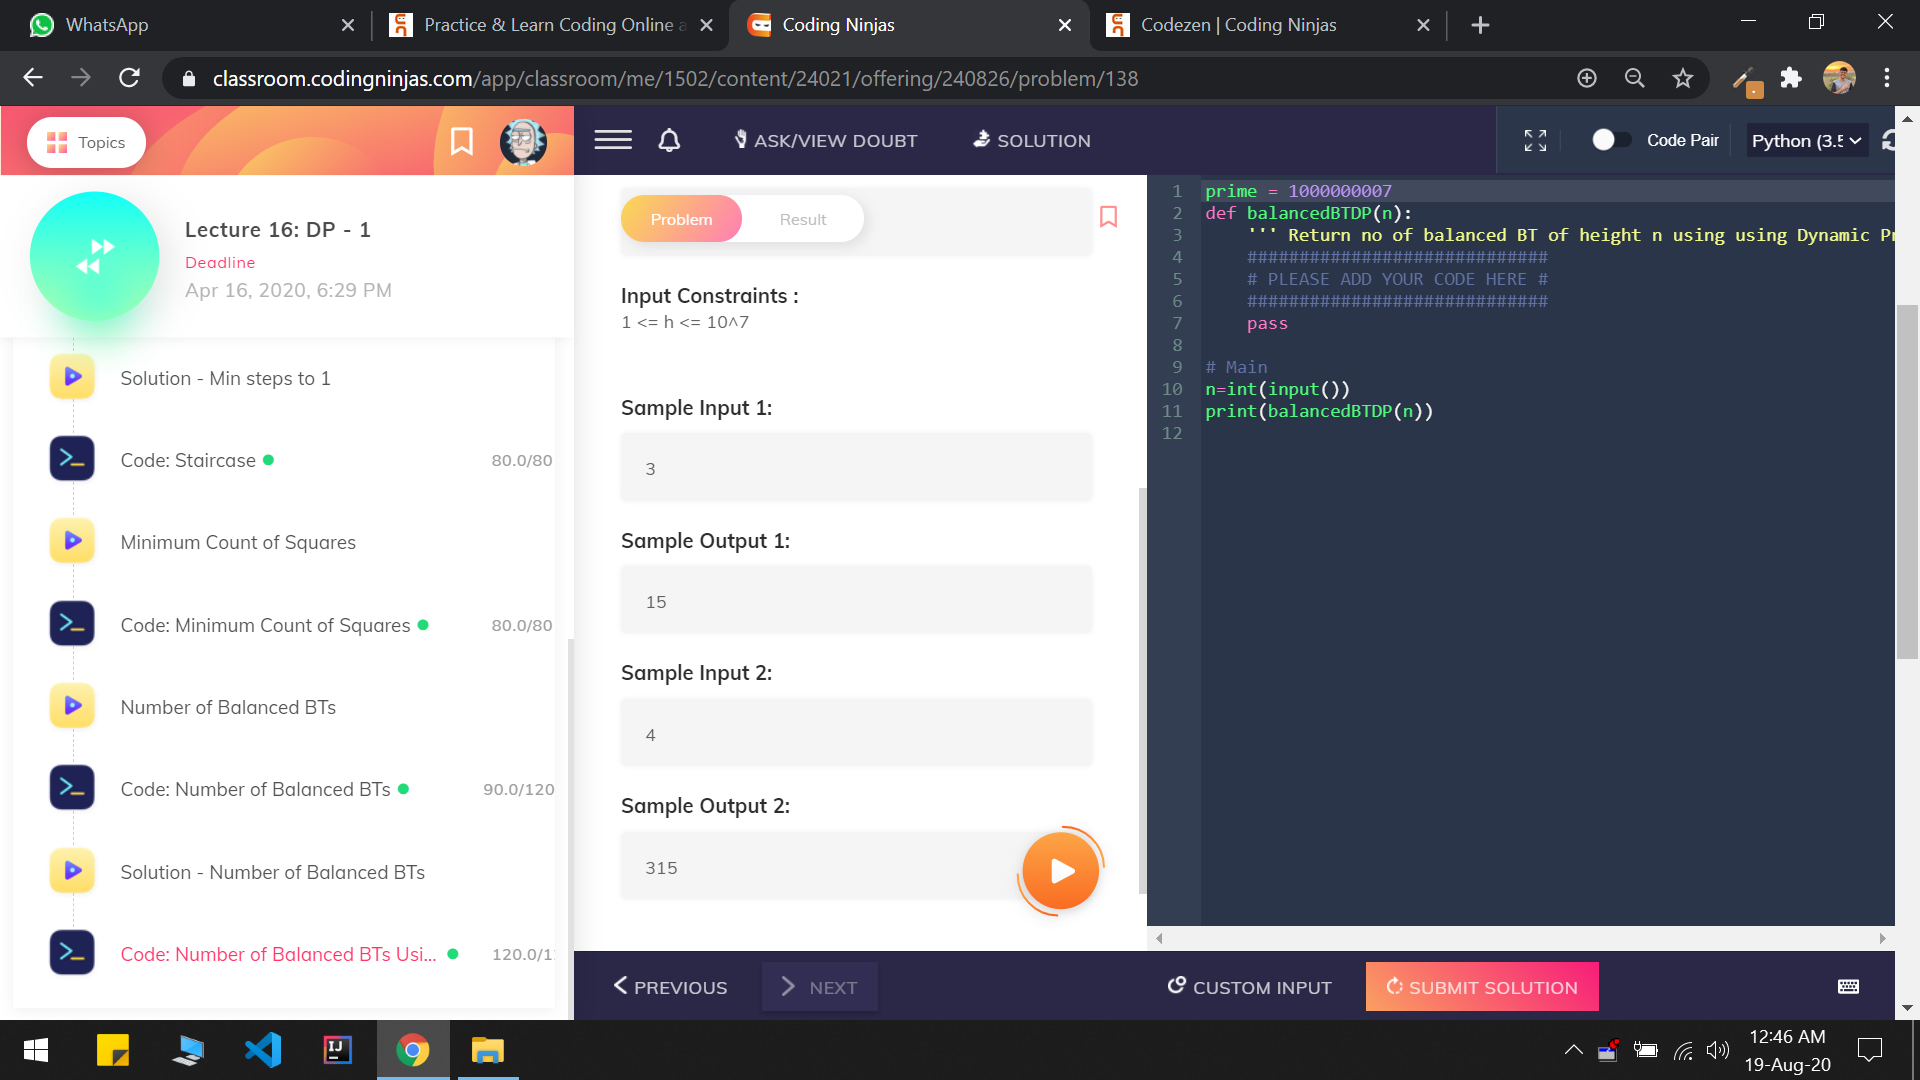 WhatsApp
Practice & Learn Coding Online a
Coding Ninjas
Codezen | Coding Ninjas
classroom.codingninjas.com/app/classroom/me/1502/content/24021/offering/240826/problem/138
Topics
ASK/VIEW DOUBT
SOLUTION
Code Pair
Python (3.5
Lecture 16: DP - 1
Deadline
Apr 16, 2020, 6:29 PM
Solution - Min steps to 1
Code: Staircase
80.0/80
Minimum Count of Squares
Code: Minimum Count of Squares
80.0/80
Number of Balanced BTs
Code: Number of Balanced BTs
90.0/120
Solution - Number of Balanced BTs
Code: Number of Balanced BTs Usi...
120.0/1
Problem
Result
Input Constraints :
1 <= h <= 10^7
Sample Input 1:
3
Sample Output 1:
15
Sample Input 2:
4
Sample Output 2:
315
1 prime = 1000000007
2 def balancedBTDP(n):
3 ''' Return no of balanced BT of height n using using Dynamic Pr
4 #############################
5 # PLEASE ADD YOUR CODE HERE #
6 #############################
7 pass
8
9 # Main
10 n=int(input())
11 print(balancedBTDP(n))
12
PREVIOUS
NEXT
CUSTOM INPUT
SUBMIT SOLUTION
IJ
12:46 AM
19-Aug-20